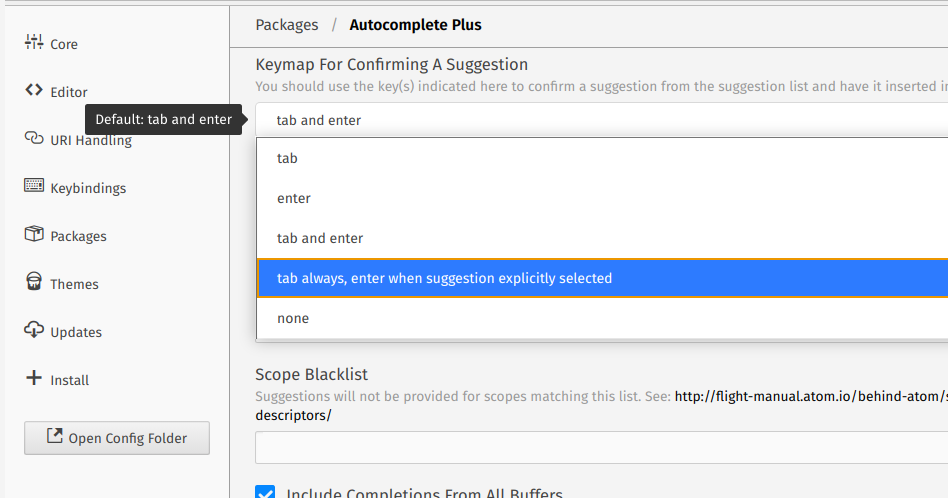 Core
Editor
Default: tab and enter
URI Handling
Keybindings
Packages
Themes
Updates
Install
Open Config Folder
Packages / Autocomplete Plus
Keymap For Confirming A Suggestion
You should use the key(s) indicated here to confirm a suggestion from the suggestion list and have it inserted
tab and enter
tab
enter
tab and enter
tab always, enter when suggestion explicitly selected
none
Scope Blacklist
Suggestions will not be provided for scopes matching this list. See: http://flight-manual.atom.io/behind-atom/
descriptors/
Include Completions From All Buffers